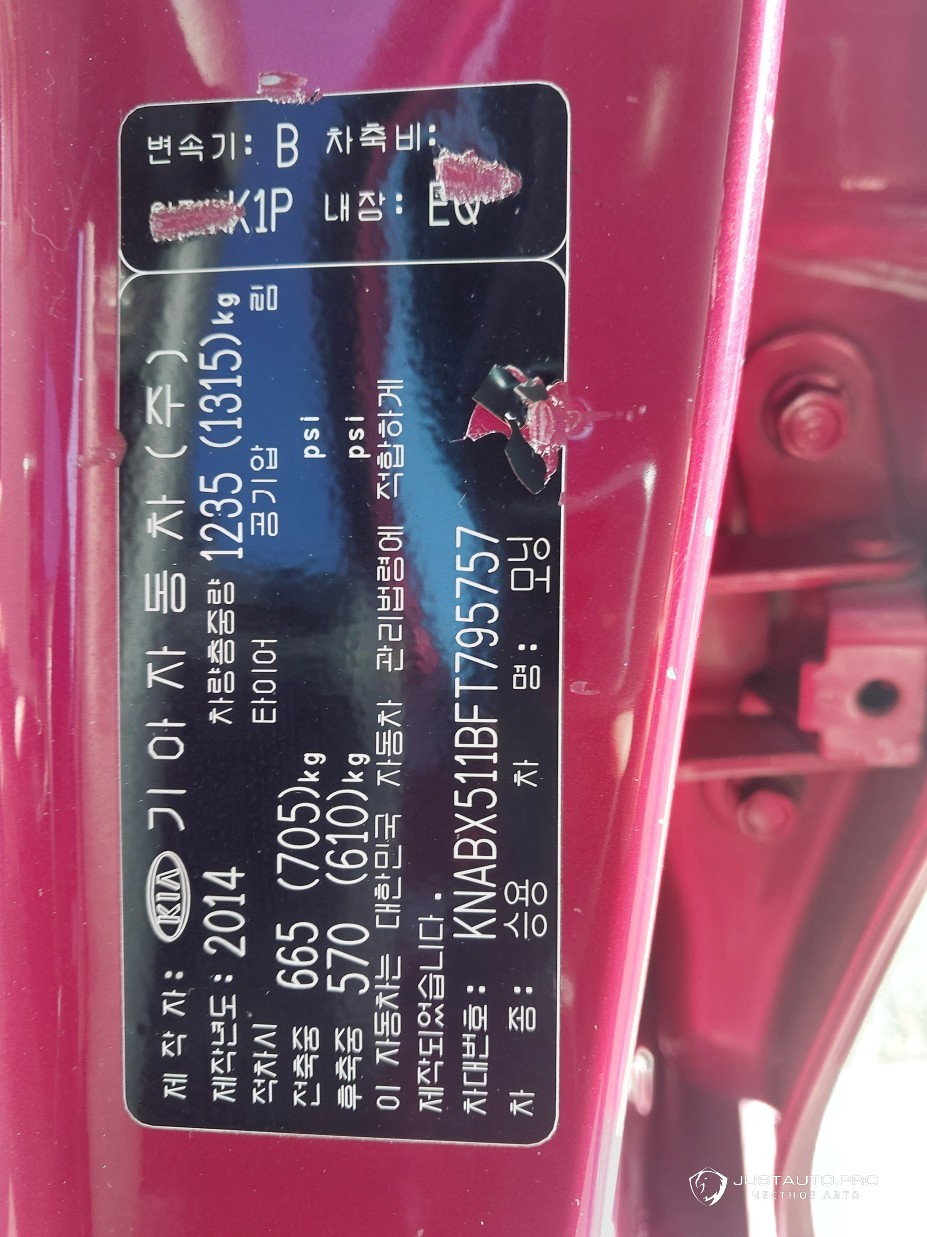 제 작 자: KIA 기 아 자 동 차 (주)
제작년도: 2014 차량총중량 1235 (1315)kg
적차시 타이어 공기압 림
전축중 665 (705)kg psi
후축중 570 (610)kg psi
이 자동차는 대한민국 자동차 관리법령에 적합하게
제작되었습니다.
차대번호: KNABX511BFT795757
차 종: 승용 차 명: 모닝
변속기: B 차축비:
K1P 내장: EQ
JUSTAUTO.PRO
ЧЕСТНОЕ АВТО